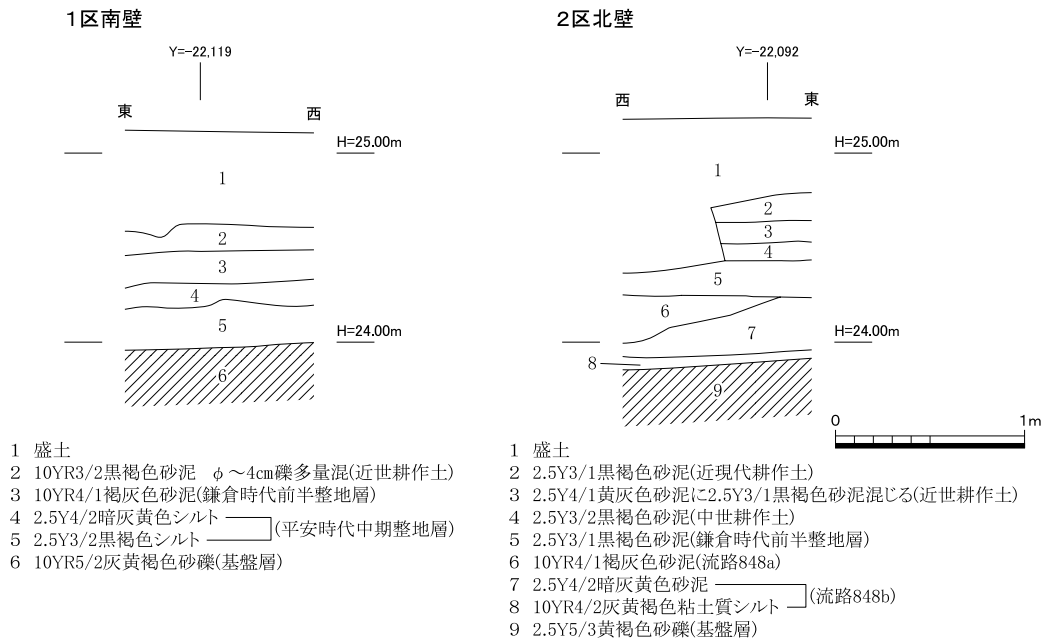 1区南壁
Y=-22,119
東
西
H=25.00m
1
2
3
4
5
H=24.00m
6
1 盛土
2 10YR3/2黒褐色砂泥 φ～4㎝礫多量混(近世耕作土)
3 10YR4/1褐灰色砂泥(鎌倉時代前半整地層)
4 2.5Y4/2暗灰黄色シルト
5 2.5Y3/2黒褐色シルト
(平安時代中期整地層)
6 10YR5/2灰黄褐色砂礫(基盤層)
2区北壁
Y=-22,092
西
東
H=25.00m
1
2
3
4
5
6
7
H=24.00m
8
9
0
1m
1 盛土
2 2.5Y3/1黒褐色砂泥(近現代耕作土)
3 2.5Y4/1黄灰色砂泥に2.5Y3/1黒褐色砂泥混じる(近世耕作土)
4 2.5Y3/2黒褐色砂泥(中世耕作土)
5 2.5Y3/1黒褐色砂泥(鎌倉時代前半整地層)
6 10YR4/1褐灰色砂泥(流路848a)
7 2.5Y4/2暗灰黄色砂泥
8 10YR4/2灰黄褐色粘土質シルト
(流路848b)
9 2.5Y5/3黄褐色砂礫(基盤層)